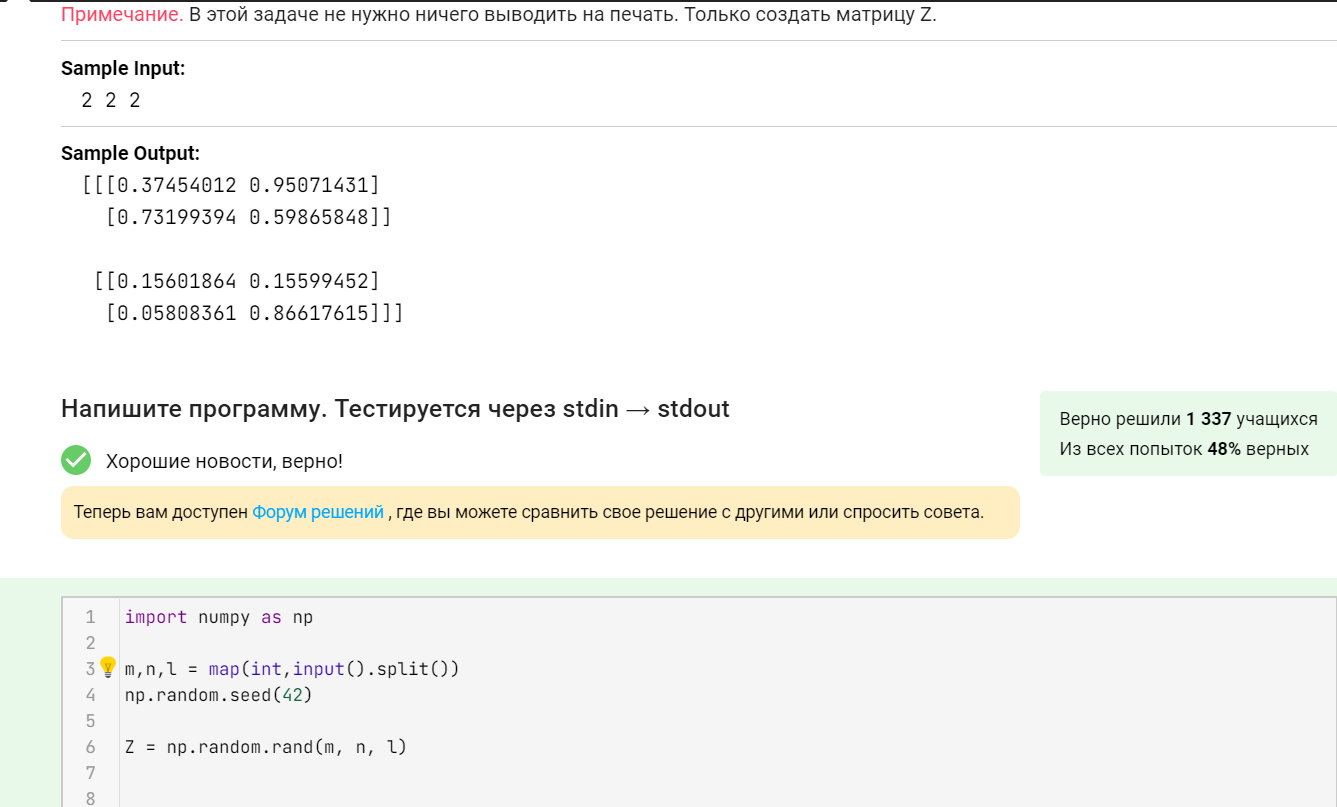 Примечание. В этой задаче не нужно ничего выводить на печать. Только создать матрицу Z.
Sample Input:
2 2 2
Sample Output:
[[[0.37454012 0.95071431]
[0.73199394 0.59865848]]
[[0.15601864 0.15599452]
[0.05808361 0.86617615]]]
Напишите программу. Тестируется через stdin → stdout
Верно решили 1 337 учащихся
Из всех попыток 48% верных
Хорошие новости, верно!
Теперь вам доступен Форум решений , где вы можете сравнить свое решение с другими или спросить совета.
1 import numpy as np
2
3 m,n,l = map(int,input().split())
4 np.random.seed(42)
5
6 Z = np.random.rand(m, n, l)
7
8